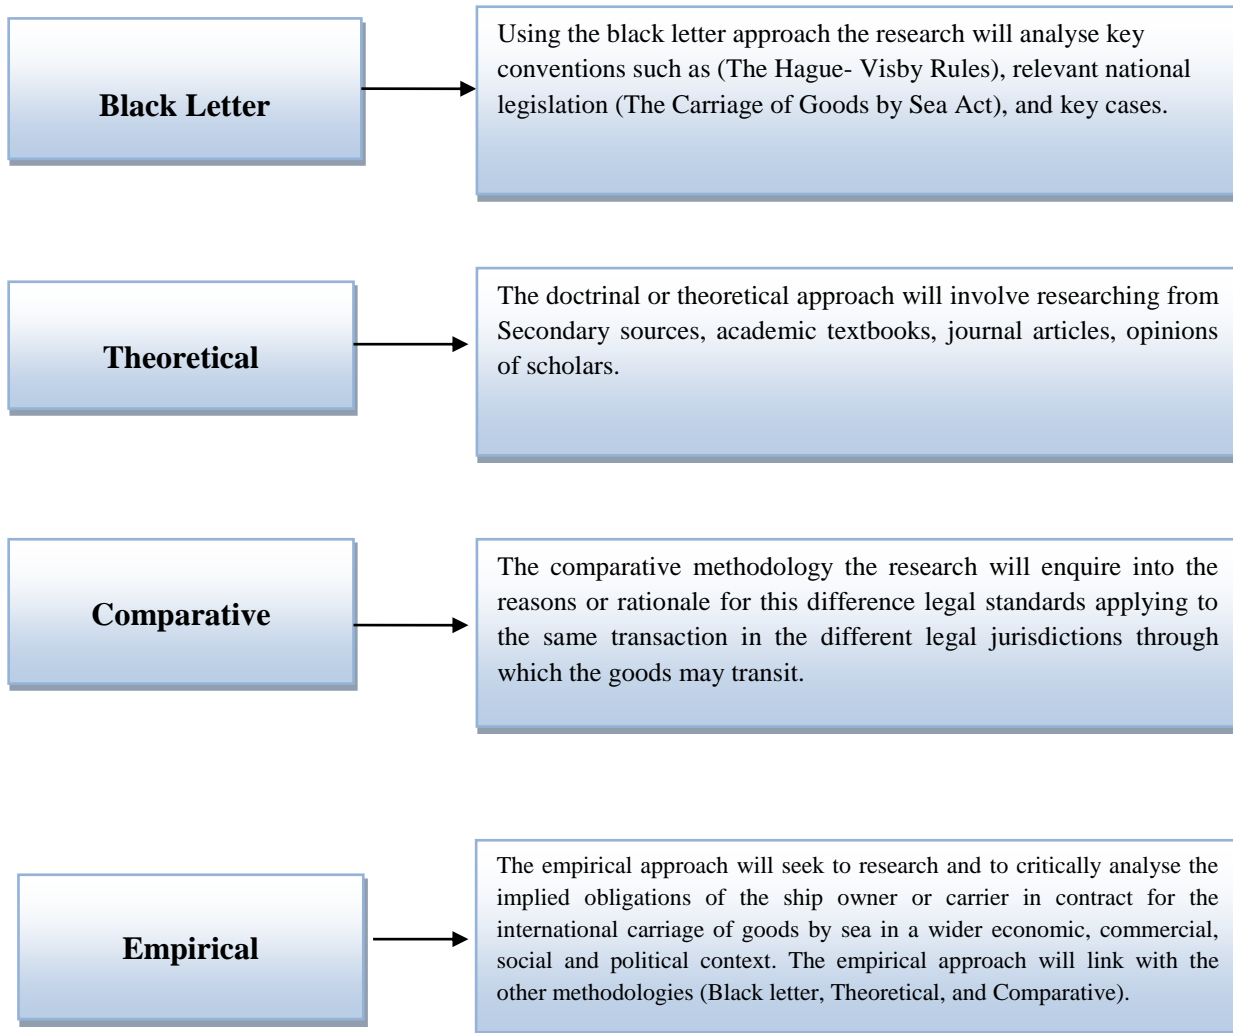 Black Letter
Using the black letter approach the research will analyse key
conventions such as (The Hague- Visby Rules), relevant national
legislation (The Carriage of Goods by Sea Act), and key cases.
Theoretical
The doctrinal or theoretical approach will involve researching from
Secondary sources, academic textbooks, journal articles, opinions
of scholars.
Comparative
The comparative methodology the research will enquire into the
reasons or rationale for this difference legal standards applying to
the same transaction in the different legal jurisdictions through
which the goods may transit.
Empirical
The empirical approach will seek to research and to critically analyse the
implied obligations of the ship owner or carrier in contract for the
international carriage of goods by sea in a wider economic, commercial,
social and political context. The empirical approach will link with the
other methodologies (Black letter, Theoretical, and Comparative).